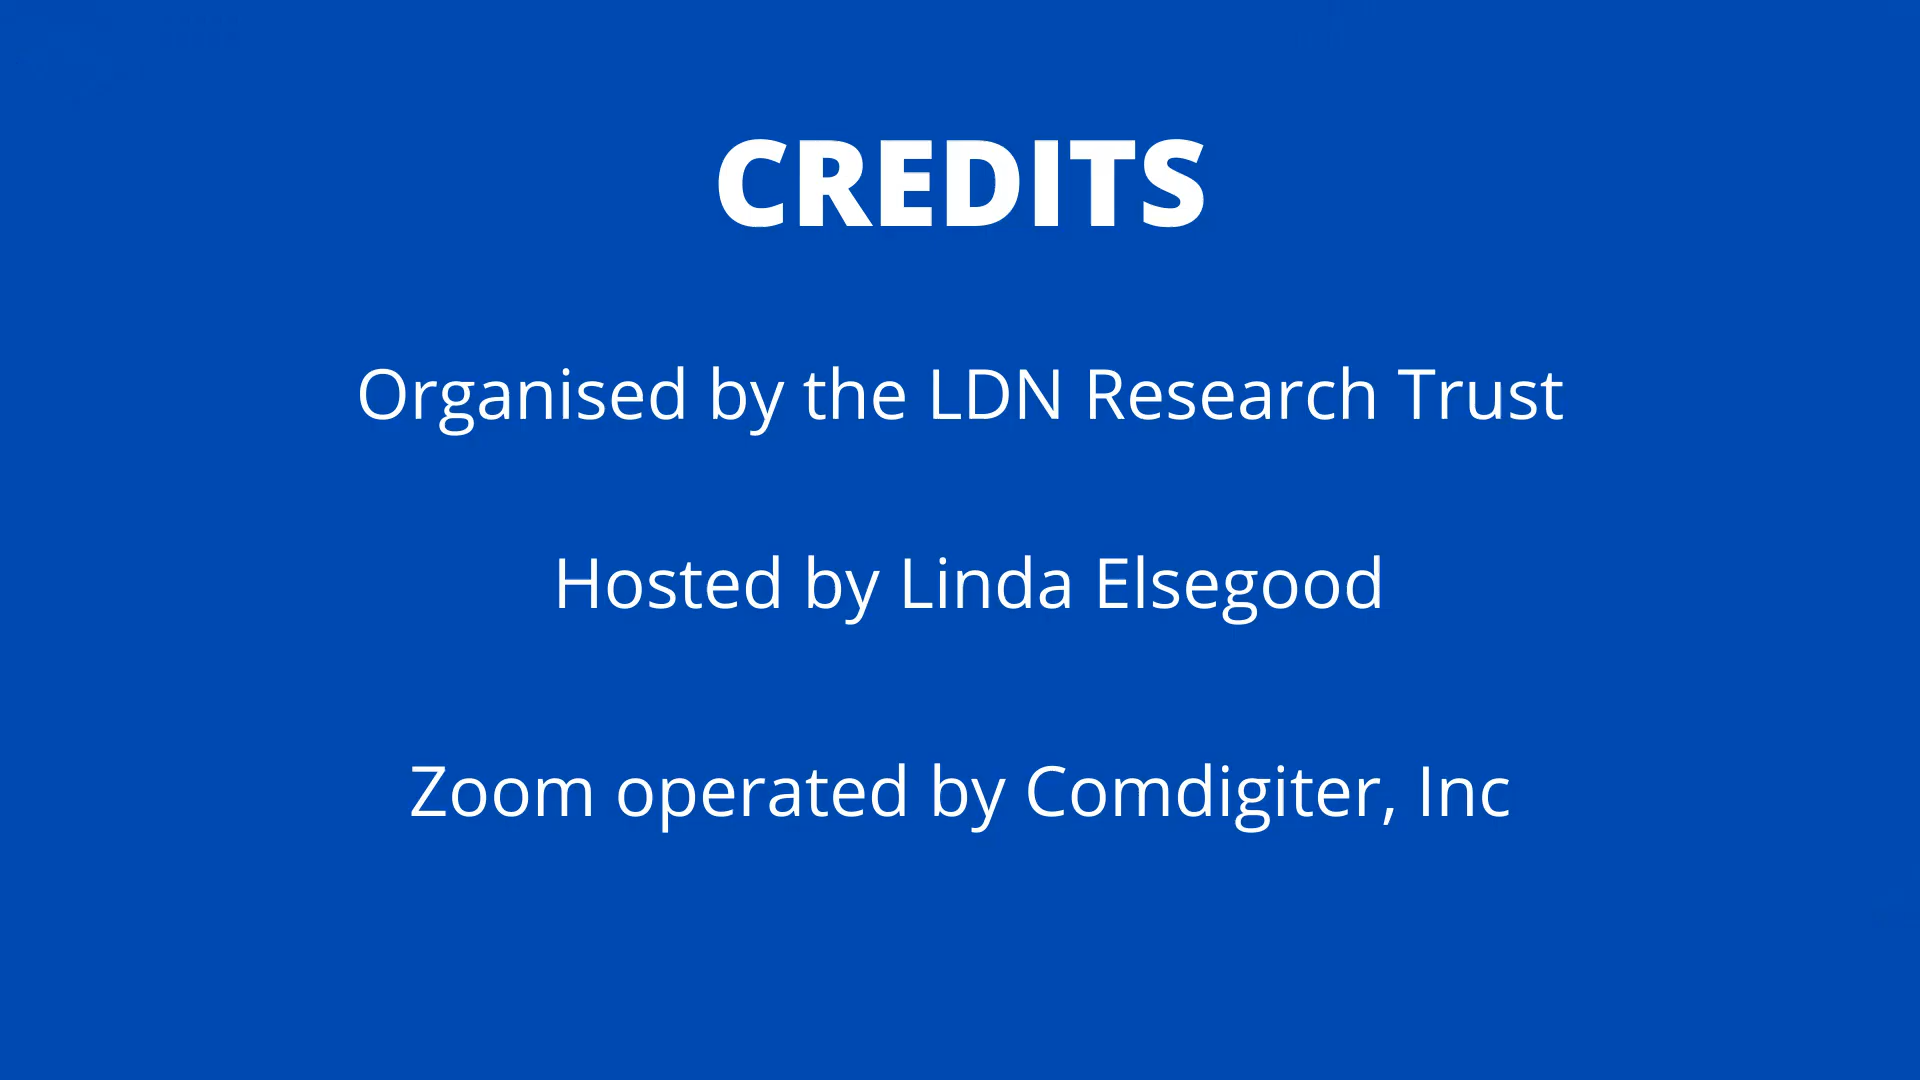 CREDITS
Organised by the LDN Research Trust
Hosted by Linda Elsegood
Zoom operated by Comdigiter, Inc